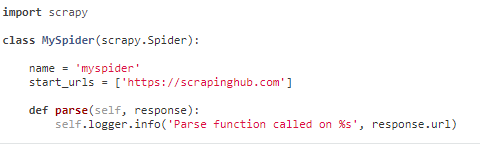 import scrapy
class MySpider(scrapy.Spider):
    name = 'myspider'
    start_urls = ['https://scrapinghub.com']
    def parse(self, response):
        self.logger.info('Parse function called on %s', response.url)